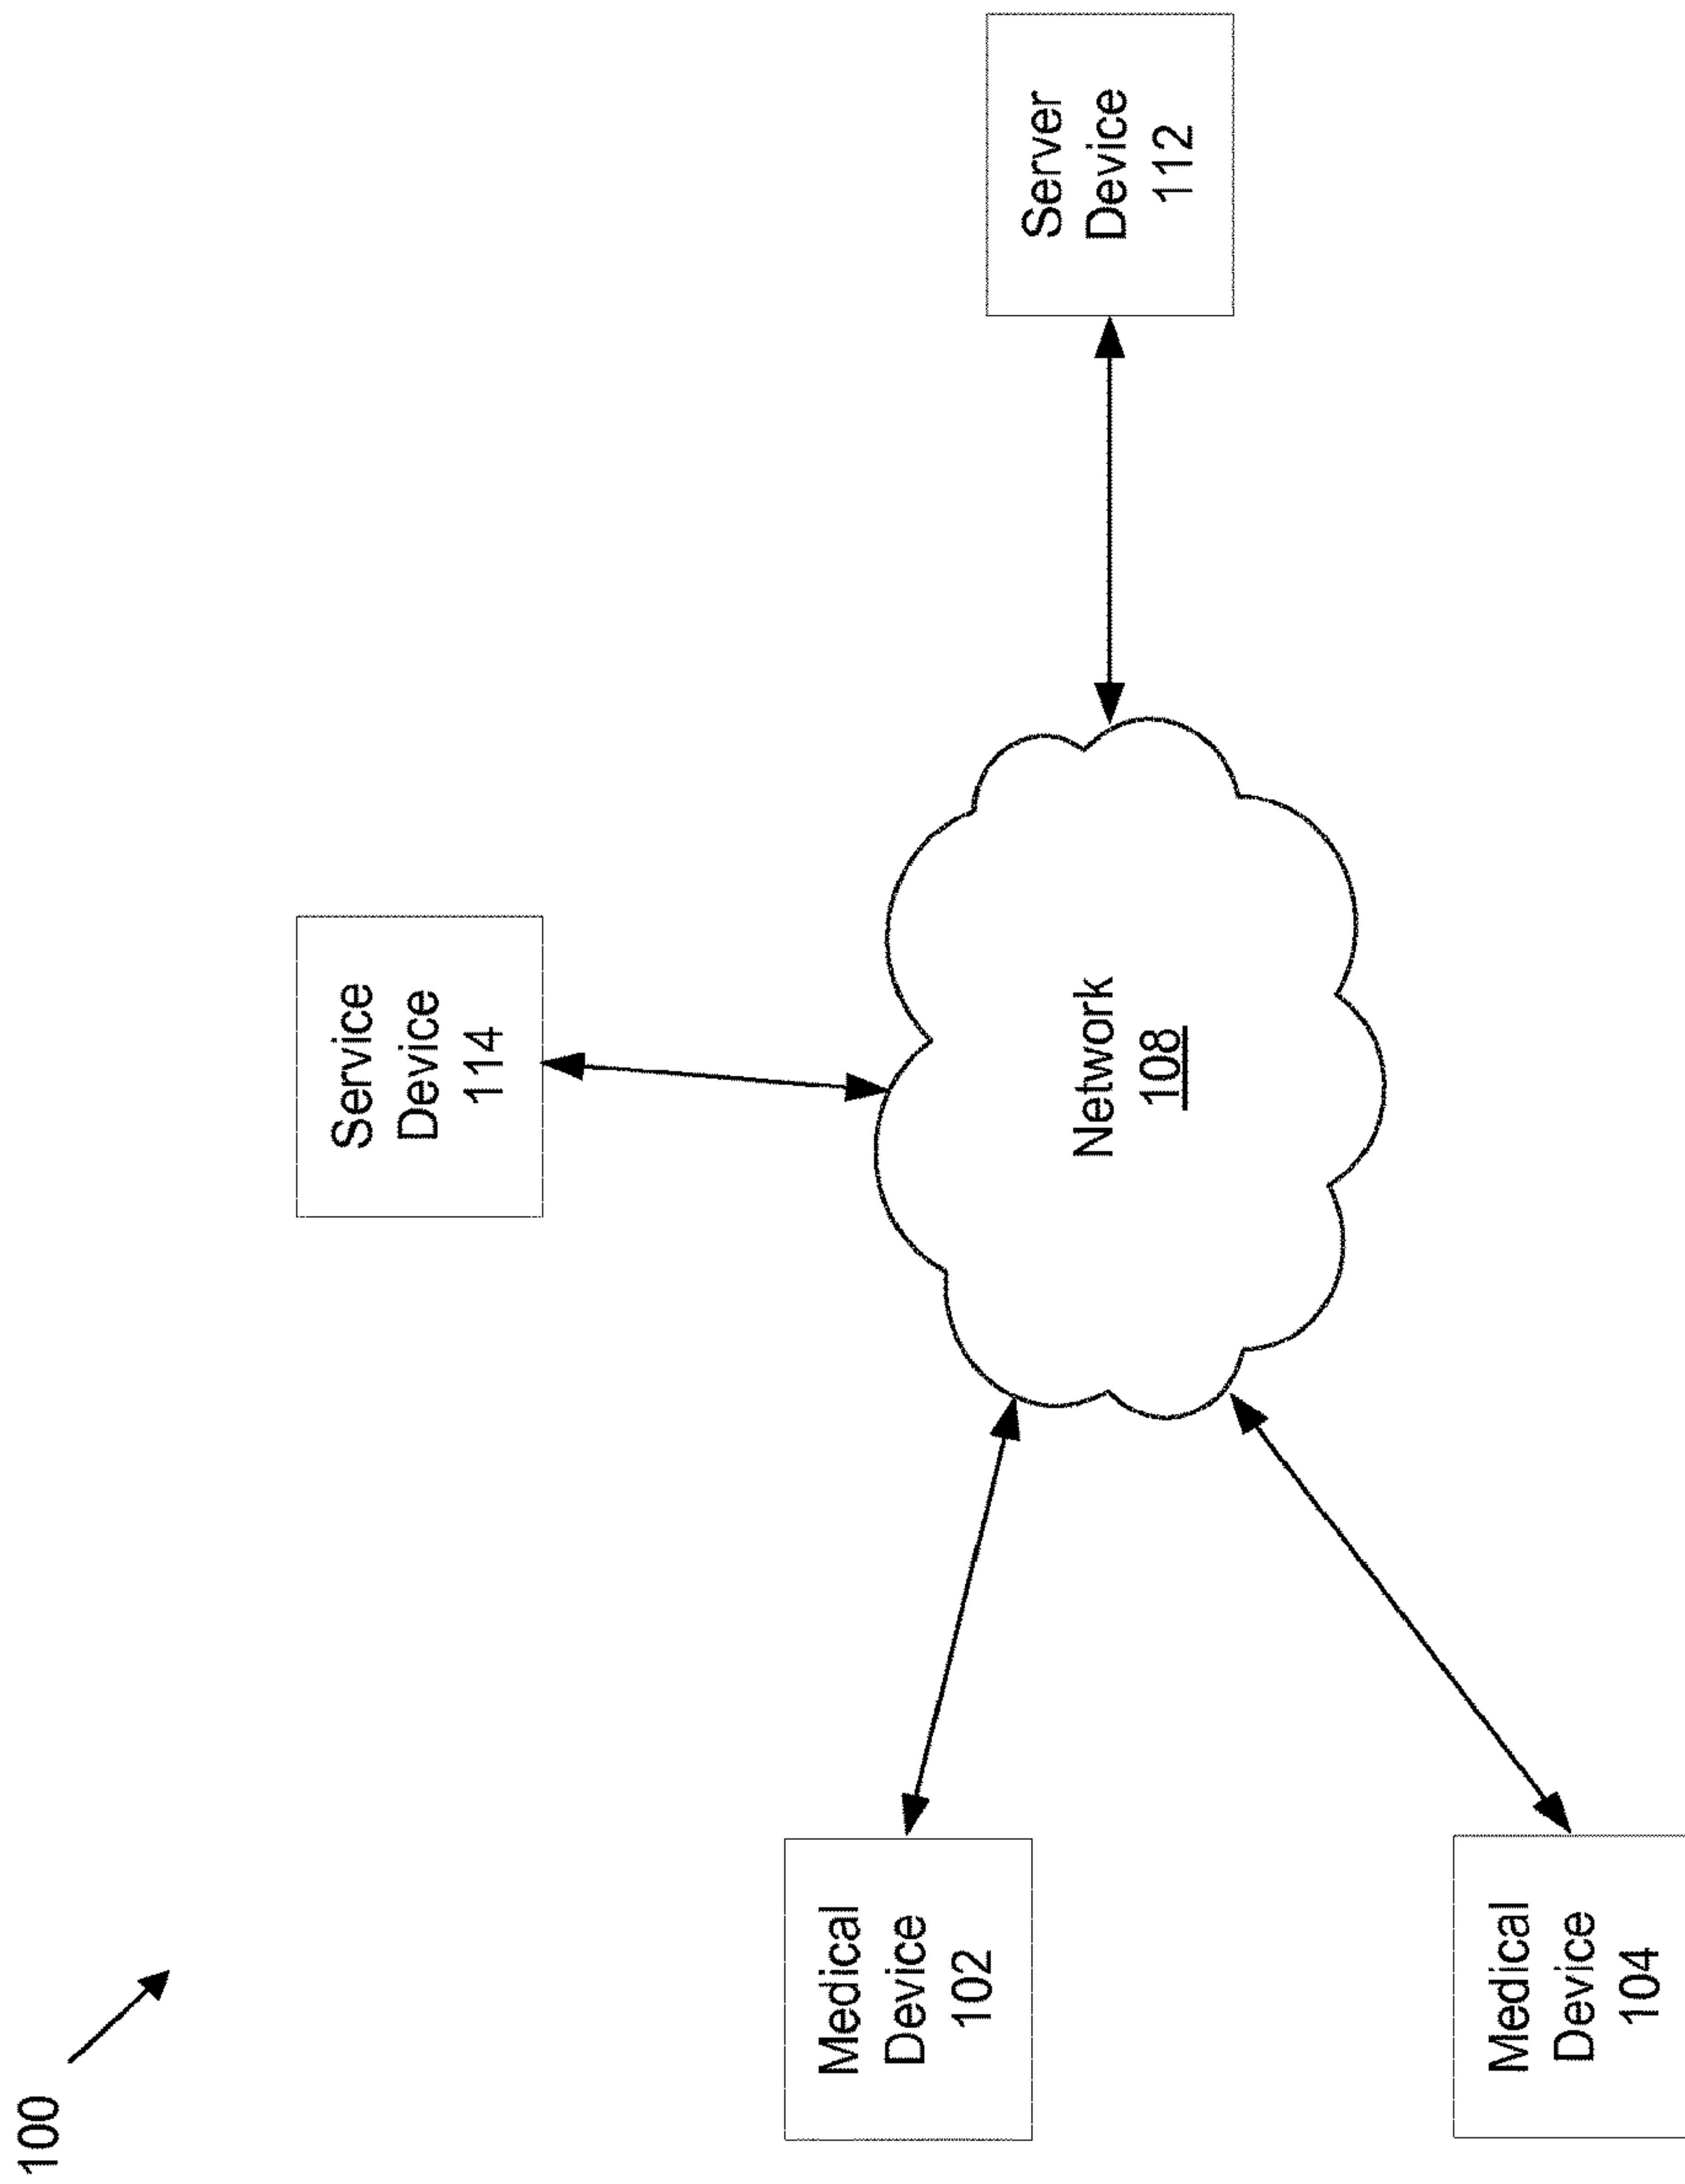 100
Service
Device
114
Medical
Device
102
Network
108
Server
Device
112
Medical
Device
104